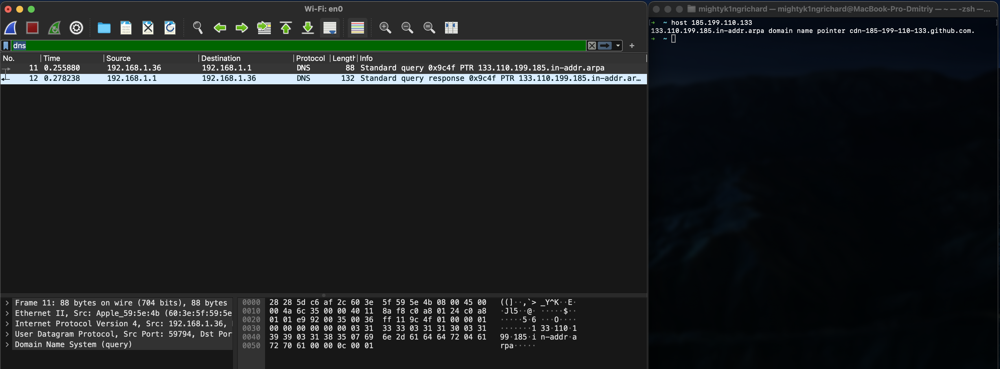 Wi-Fi: en0
dns
+
No. Time Source Destination Protocol Length Info
11 0.255880 192.168.1.36 192.168.1.1 DNS 88 Standard query 0x9c4f PTR 133.110.199.185.in-addr.arpa
12 0.278238 192.168.1.1 192.168.1.36 DNS 132 Standard query response 0x9c4f PTR 133.110.199.185.in-addr.ar…
> Frame 11: 88 bytes on wire (704 bits), 88 bytes
> Ethernet II, Src: Apple_59:5e:4b (60:3e:5f:59:5e
> Internet Protocol Version 4, Src: 192.168.1.36,
> User Datagram Protocol, Src Port: 59794, Dst Por
> Domain Name System (query)
0000 28 28 5d c6 af 2c 60 3e 5f 59 5e 4b 08 00 45 00 ((]··,`> _Y^K··E·
0010 00 4a 6c 35 00 00 40 11 8a f8 c0 a8 01 24 c0 a8 ·Jl5··@· ·····$··
0020 01 01 e9 92 00 35 00 36 ff 11 9c 4f 01 00 00 01 ·····5·6 ···O····
0030 00 00 00 00 00 00 03 31 33 33 03 31 31 30 03 31 ·······1 33·110·1
0040 39 39 03 31 38 35 07 69 6e 2d 61 64 64 72 04 61 99·185·i n-addr·a
0050 72 70 61 00 00 0c 00 01 rpa·····
mightyk1ngrichard — mightyk1ngrichard@MacBook-Pro-Dmitriy — ~ — -zsh —…
[➜ ~ host 185.199.110.133 ]
133.110.199.185.in-addr.arpa domain name pointer cdn-185-199-110-133.github.com.
➜ ~